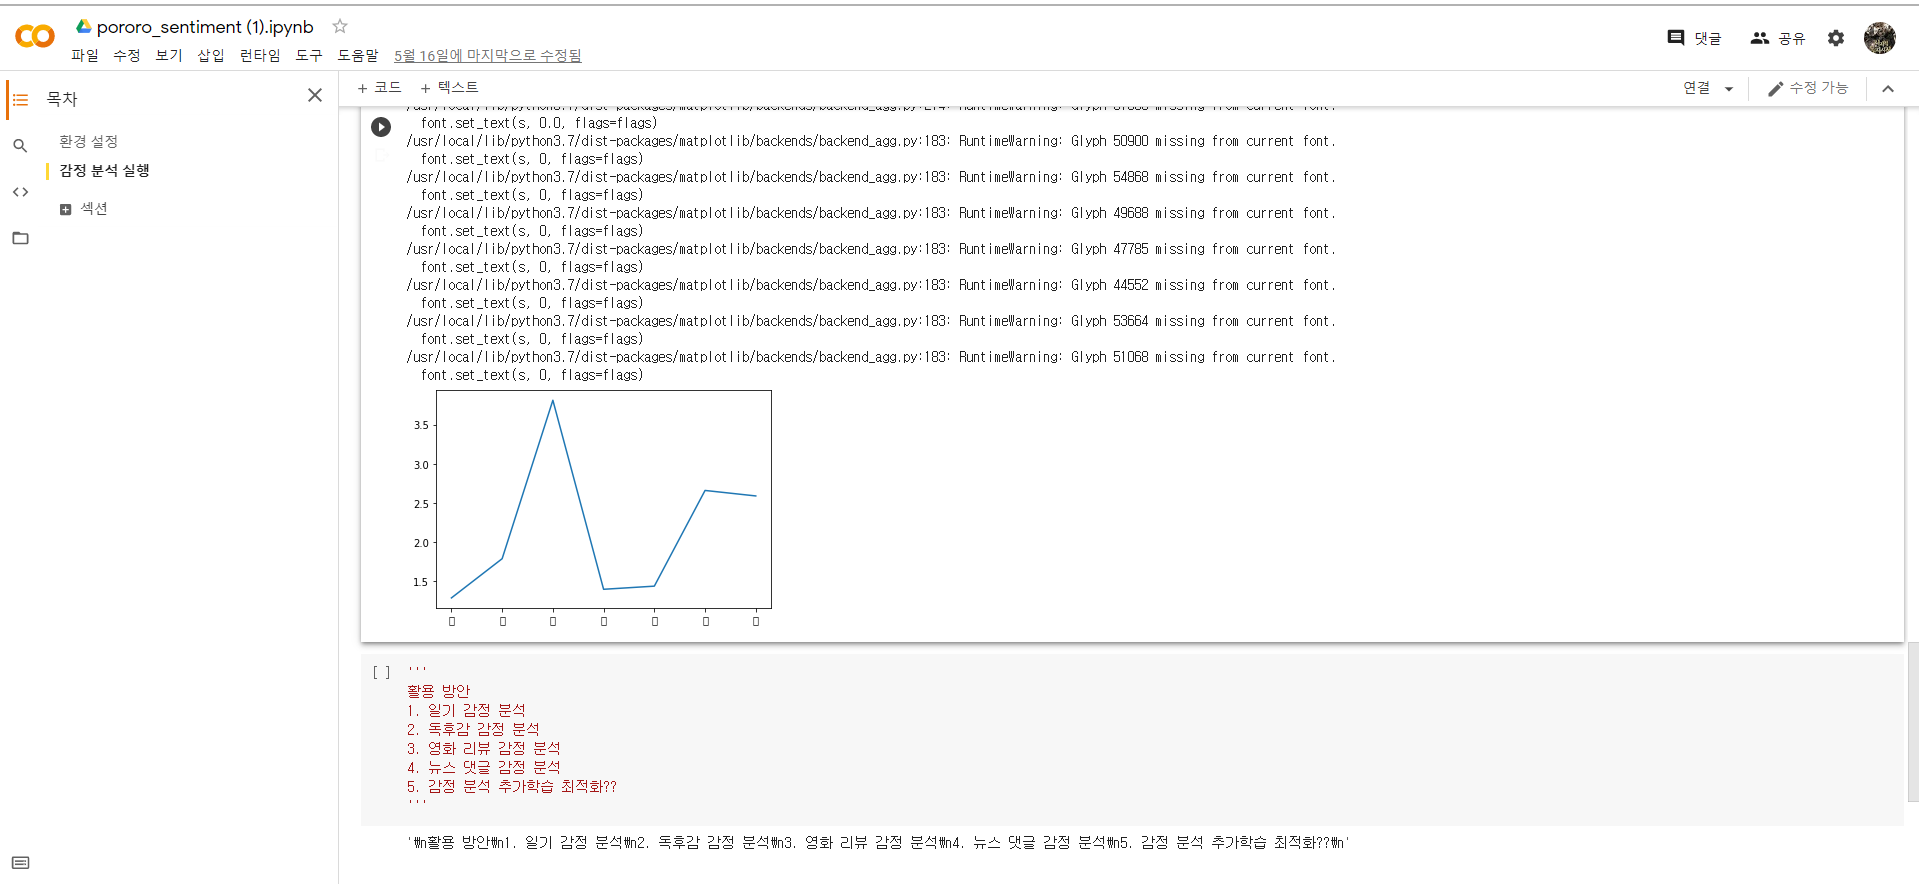 pororo_sentiment (1).ipynb
파일 수정 보기 삽입 런타임 도구 도움말 5월 16일에 마지막으로 수정됨
댓글 공유
목차
환경 설정
감정 분석 실행
섹션
+ 코드 + 텍스트
연결 수정 가능
font.set_text(s, 0.0, flags=flags)
/usr/local/lib/python3.7/dist-packages/matplotlib/backends/backend_agg.py:183: RuntimeWarning: Glyph 50900 missing from current font.
font.set_text(s, 0, flags=flags)
/usr/local/lib/python3.7/dist-packages/matplotlib/backends/backend_agg.py:183: RuntimeWarning: Glyph 54868 missing from current font.
font.set_text(s, 0, flags=flags)
/usr/local/lib/python3.7/dist-packages/matplotlib/backends/backend_agg.py:183: RuntimeWarning: Glyph 49688 missing from current font.
font.set_text(s, 0, flags=flags)
/usr/local/lib/python3.7/dist-packages/matplotlib/backends/backend_agg.py:183: RuntimeWarning: Glyph 47785 missing from current font.
font.set_text(s, 0, flags=flags)
/usr/local/lib/python3.7/dist-packages/matplotlib/backends/backend_agg.py:183: RuntimeWarning: Glyph 44552 missing from current font.
font.set_text(s, 0, flags=flags)
/usr/local/lib/python3.7/dist-packages/matplotlib/backends/backend_agg.py:183: RuntimeWarning: Glyph 53664 missing from current font.
font.set_text(s, 0, flags=flags)
/usr/local/lib/python3.7/dist-packages/matplotlib/backends/backend_agg.py:183: RuntimeWarning: Glyph 51068 missing from current font.
font.set_text(s, 0, flags=flags)
3.5
3.0
2.5
2.0
1.5
[ ] '''
활용 방안
1. 일기 감정 분석
2. 독후감 감정 분석
3. 영화 리뷰 감정 분석
4. 뉴스 댓글 감정 분석
5. 감정 분석 추가학습 최적화??
'''
'₩n활용 방안₩n1. 일기 감정 분석₩n2. 독후감 감정 분석₩n3. 영화 리뷰 감정 분석₩n4. 뉴스 댓글 감정 분석₩n5. 감정 분석 추가학습 최적화??₩n'